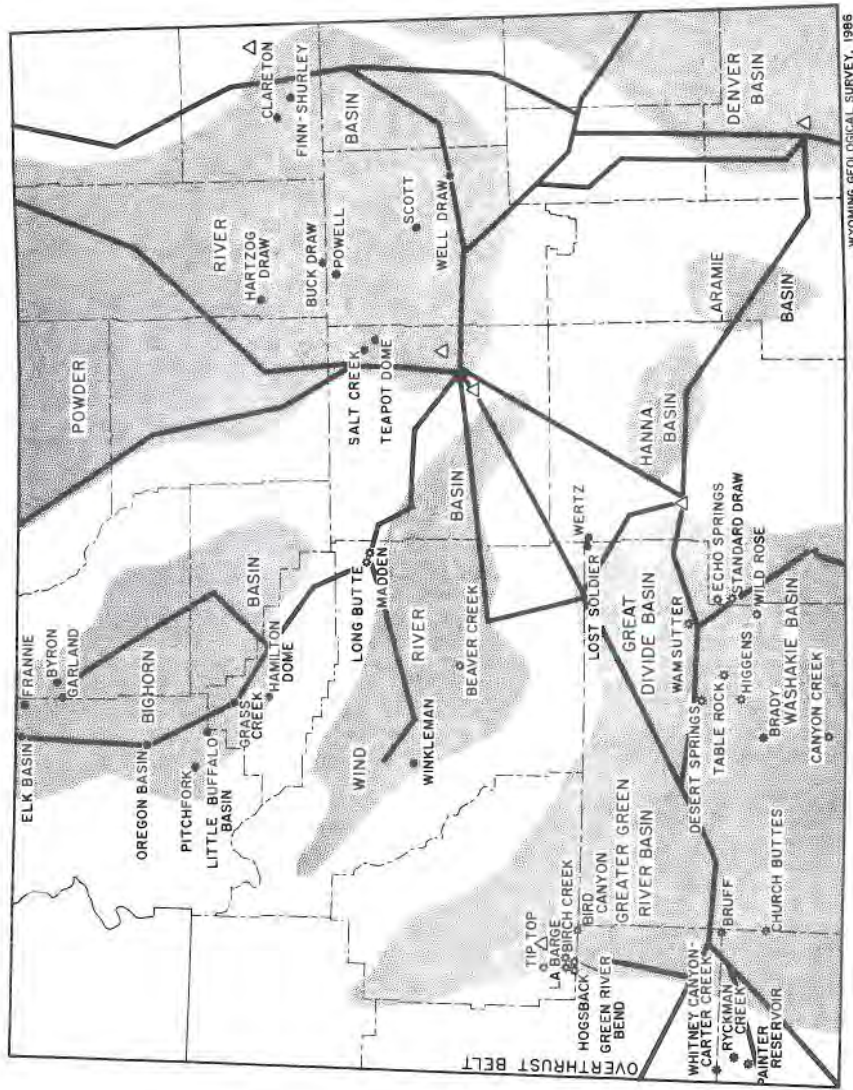 ELK BASIN
FRANNIE
BYRON
GARLAND
POWDER
BIGHORN
OREGON BASIN
PITCHFORK
LITTLE BUFFALO
BASIN
GRASS
CREEK
BASIN
HAMILTON
DOME
RIVER
HARTZOG
DRAW
BUCK DRAW
POWELL
CLARETON
FINN-SHURLEY
BASIN
SALT CREEK
TEAPOT DOME
SCOTT
WELL DRAW
LONG BUTTE
MADDEN
WIND
RIVER
BASIN
WINKLEMAN
BEAVER CREEK
TIP TOP
LA BARGE
BIRCH CREEK
HOGSBACK
GREEN RIVER
BEND
BIRD
CANYON
GREATER GREEN
RIVER BASIN
LOST SOLDIER
WERTZ
GREAT
DIVIDE BASIN
HANNA
BASIN
LARAMIE
BASIN
DENVER
BASIN
OVERTHRUST BELT
WHITNEY CANYON-
CARTER CREEK
RYCKMAN
CREEK
PAINTER
RESERVOIR
BRUFF
CHURCH BUTTES
DESERT SPRINGS
TABLE ROCK
WAMSUTTER
HIGGENS
BRADY
WASHAKIE BASIN
CANYON CREEK
ECHO SPRINGS
STANDARD DRAW
WILD ROSE
WYOMING GEOLOGICAL SURVEY, 1986